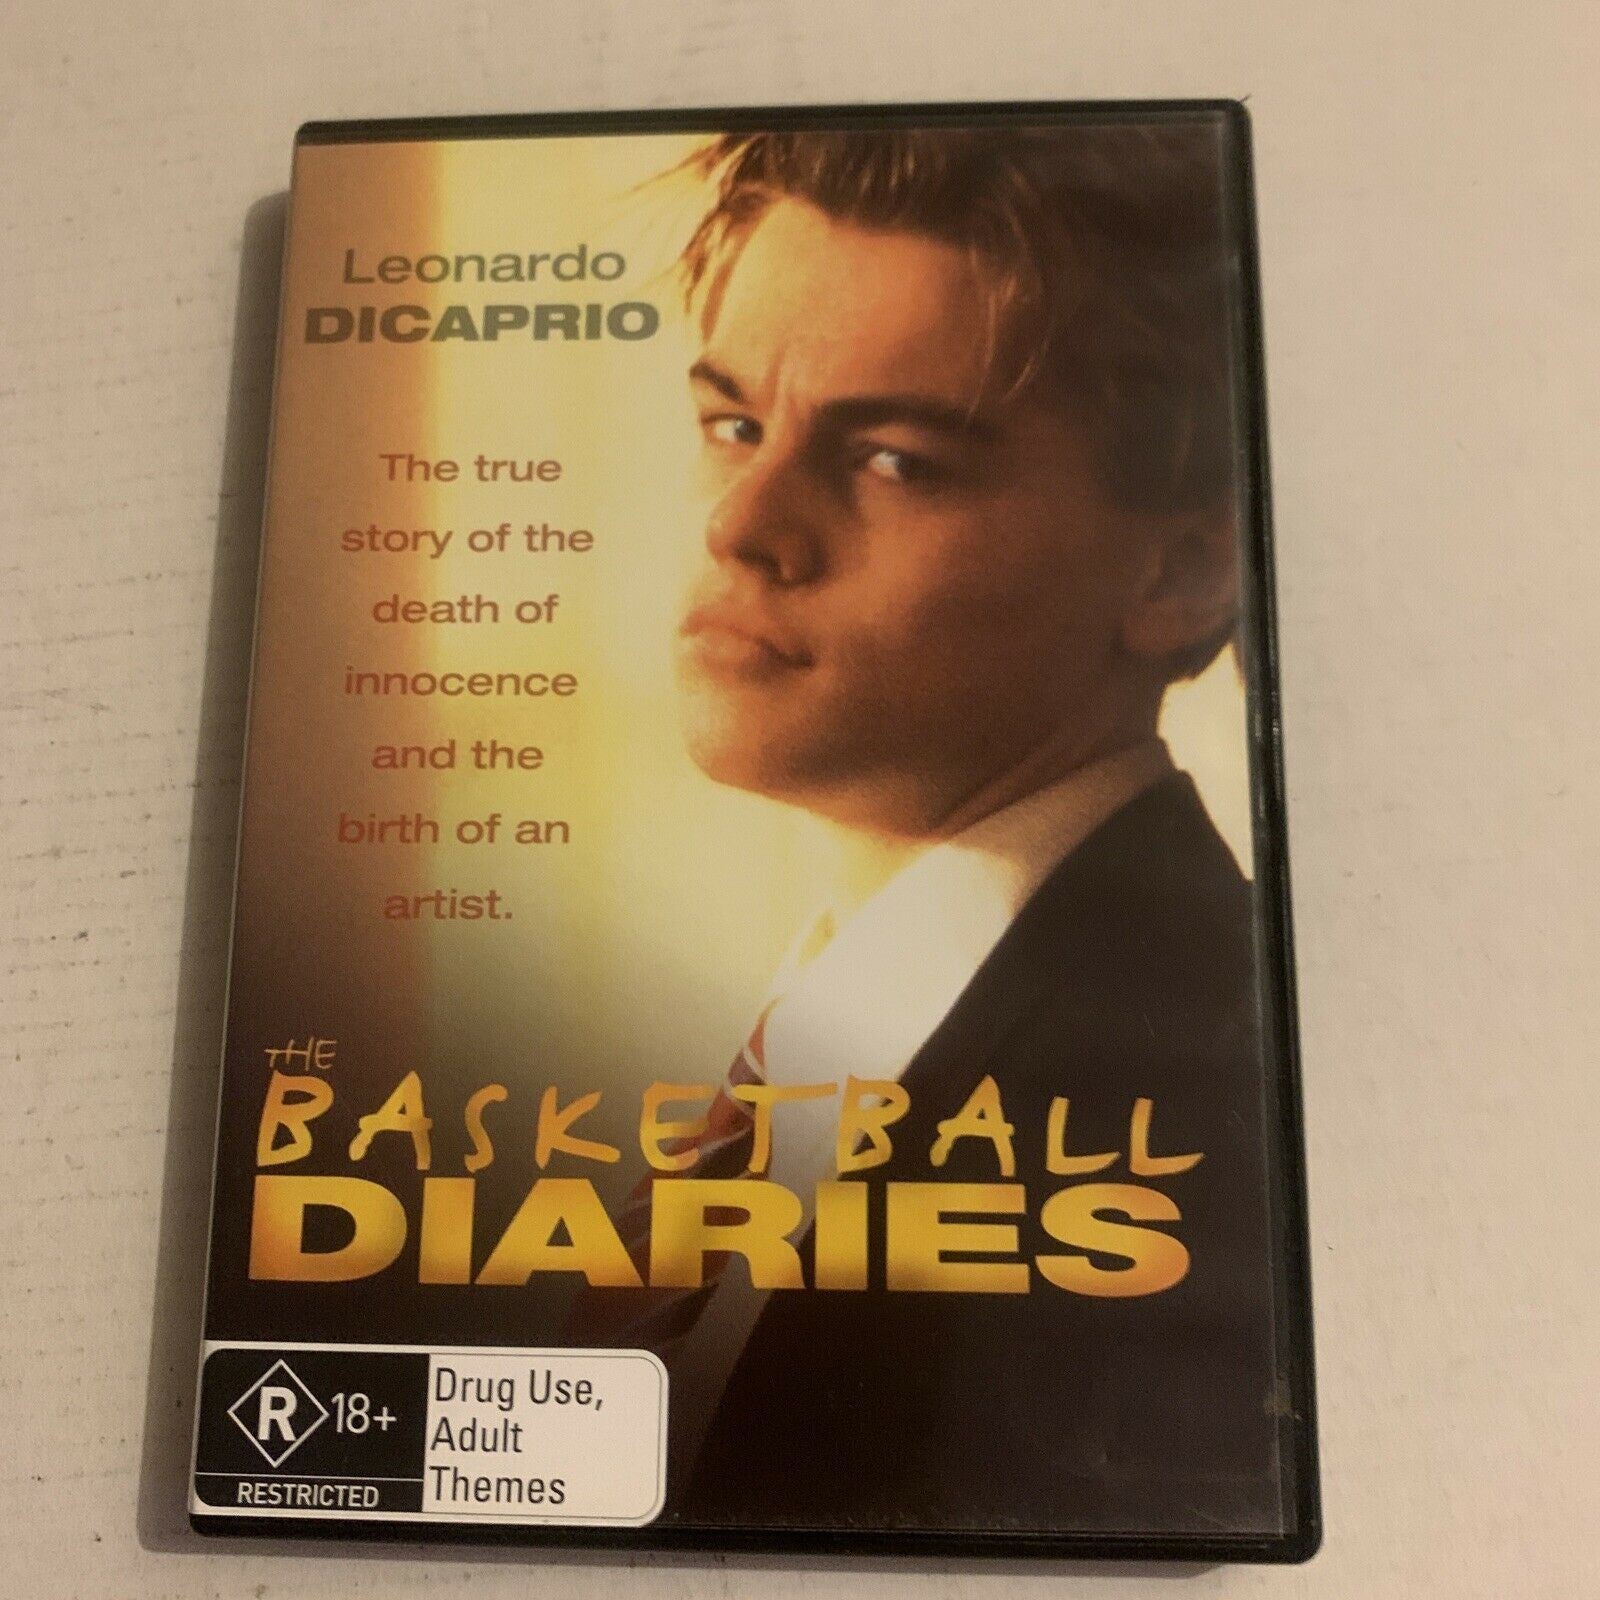 Leonardo
DICAPRIO
The true
story of the
death of
innocence
and the
birth of an
artist.
THE
BASKETBALL
DIARIES
R 18+
RESTRICTED
Drug Use,
Adult
Themes